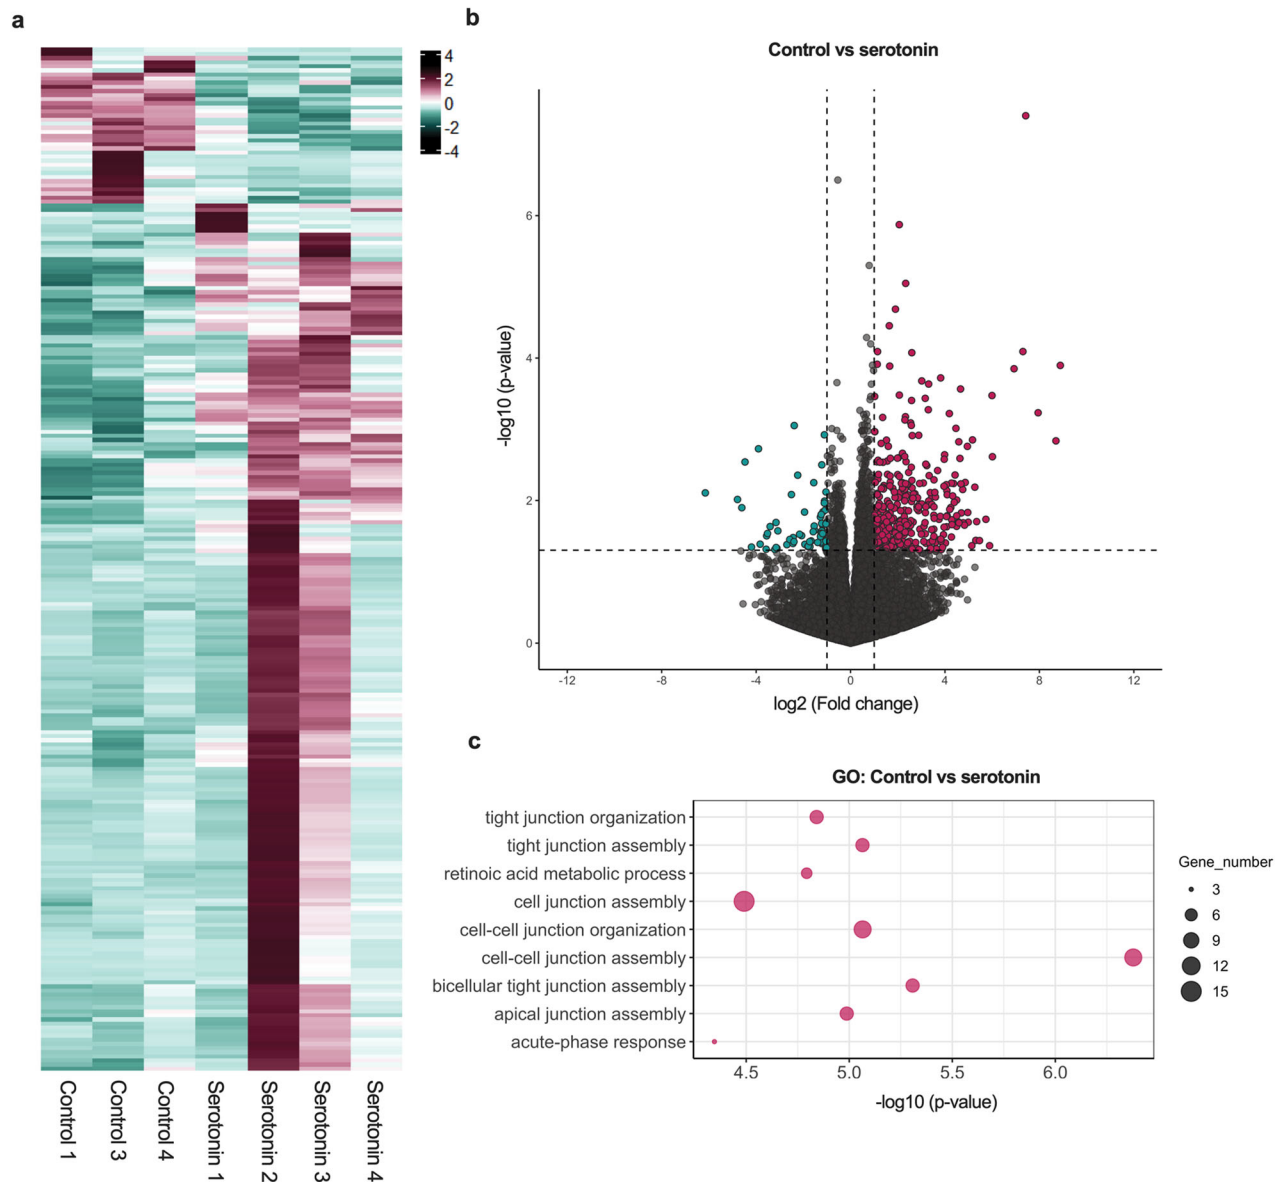 a
4
2
0
-2
-4
Control 1
Control 3
Control 4
Serotonin 1
Serotonin 2
Serotonin 3
Serotonin 4
b
Control vs serotonin
-log10 (p-value)
6
4
2
0
-12
-8
-4
0
4
8
12
log2 (Fold change)
c
GO: Control vs serotonin
tight junction organization
tight junction assembly
retinoic acid metabolic process
cell junction assembly
cell-cell junction organization
cell-cell junction assembly
bicellular tight junction assembly
apical junction assembly
acute-phase response
4.5
5.0
5.5
6.0
-log10 (p-value)
Gene_number
3
6
9
12
15